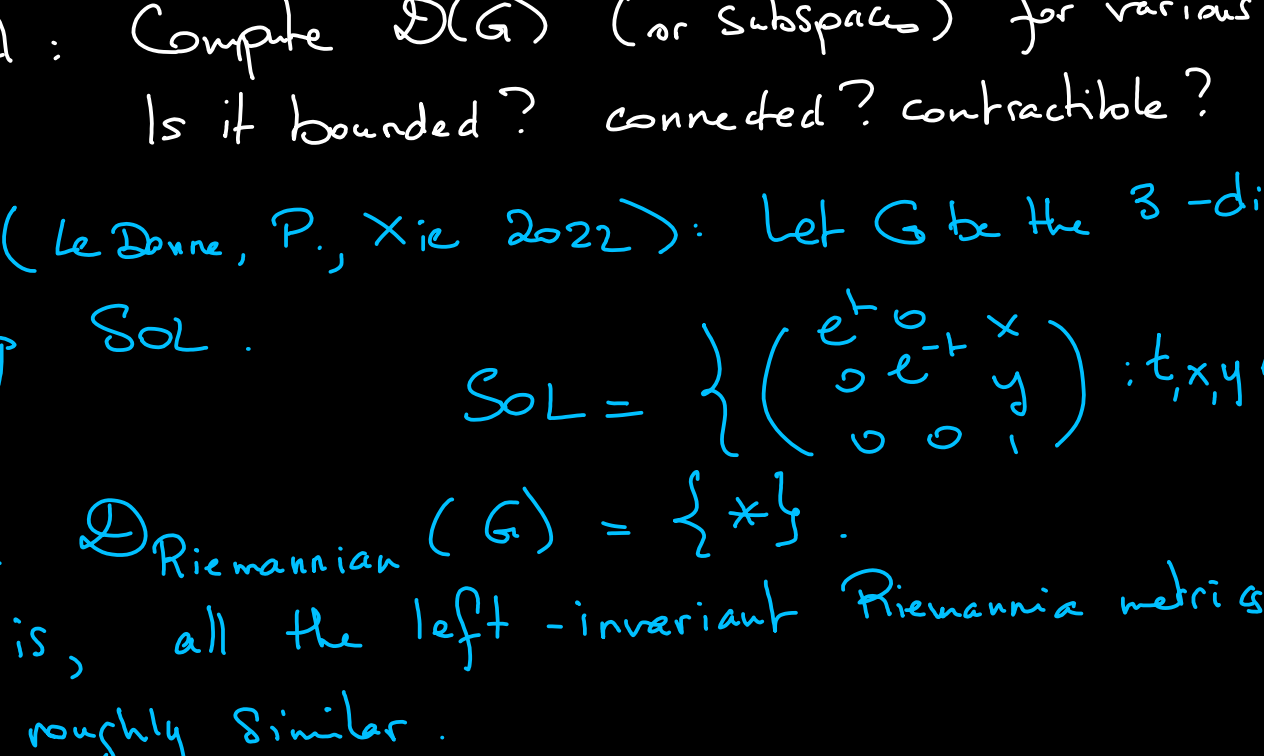 : Compute 𝒟(G) (or subspaces) for various
Is it bounded? connected? contractible?
(Le Donne, P., Xie 2022): Let G be the 3-di
SOL.
SOL = { ( e^t 0 x
0 e^-t y
0 0 1 ) : t,x,y
𝒟_Riemannian (G) = {*}.
is, all the left-invariant Riemannia metrics
roughly similar.